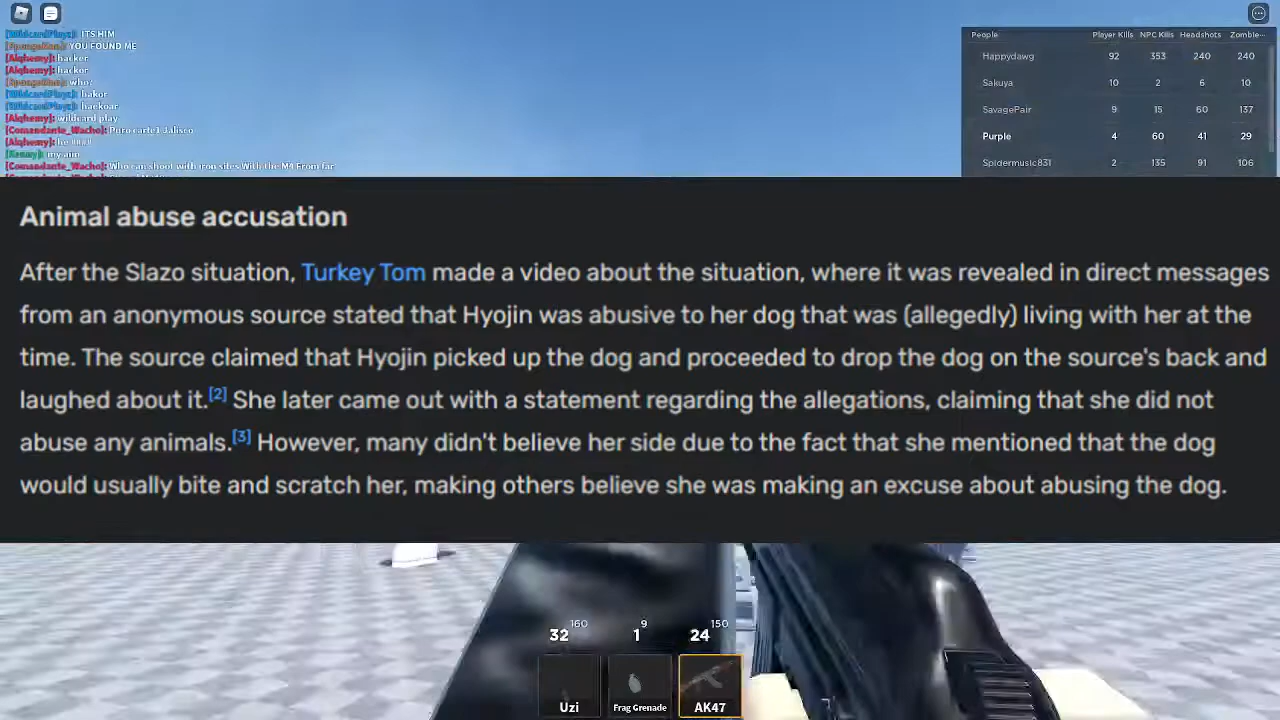 [WildcardPlayz]: ITS HIM
YOU FOUND ME
[Alqhemy]: hacker
[Alqhemy]: hackor
who
[WildcardPlayz]: hakor
[WildcardPlayz]: hackoar
[Alqhemy]: wildcard play
[Comandante_Wacho]: Puro carte1 Jalisco
[Alqhemy]: he ####
my aim
[Comandante_Wacho]: Who can shoot with iron sites With the M4 From far
People Player Kills NPC Kills Headshots Zombie...
Happydawg 92 353 240 240
Sakuya 10 2 6 10
SavagePair 9 15 60 137
Purple 4 60 41 29
Spidermusic831 2 135 91 106
Animal abuse accusation
After the Slazo situation, Turkey Tom made a video about the situation, where it was revealed in direct messages
from an anonymous source stated that Hyojin was abusive to her dog that was (allegedly) living with her at the
time. The source claimed that Hyojin picked up the dog and proceeded to drop the dog on the source's back and
laughed about it.[2] She later came out with a statement regarding the allegations, claiming that she did not
abuse any animals.[3] However, many didn't believe her side due to the fact that she mentioned that the dog
would usually bite and scratch her, making others believe she was making an excuse about abusing the dog.
32 160
1 9
24 150
Uzi
Frag Grenade
AK47